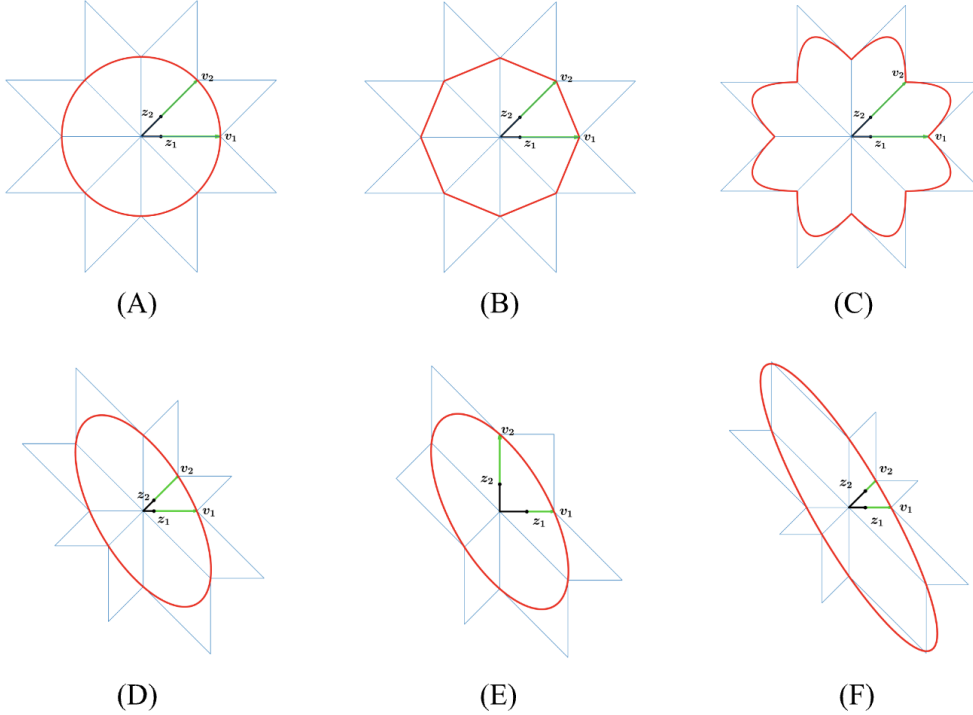 v₂
z₂
z₁
v₁
(A)
v₂
z₂
z₁
v₁
(B)
v₂
z₂
z₁
v₁
(C)
v₂
z₂
z₁
v₁
(D)
v₂
z₂
z₁
v₁
(E)
v₂
z₂
z₁
v₁
(F)